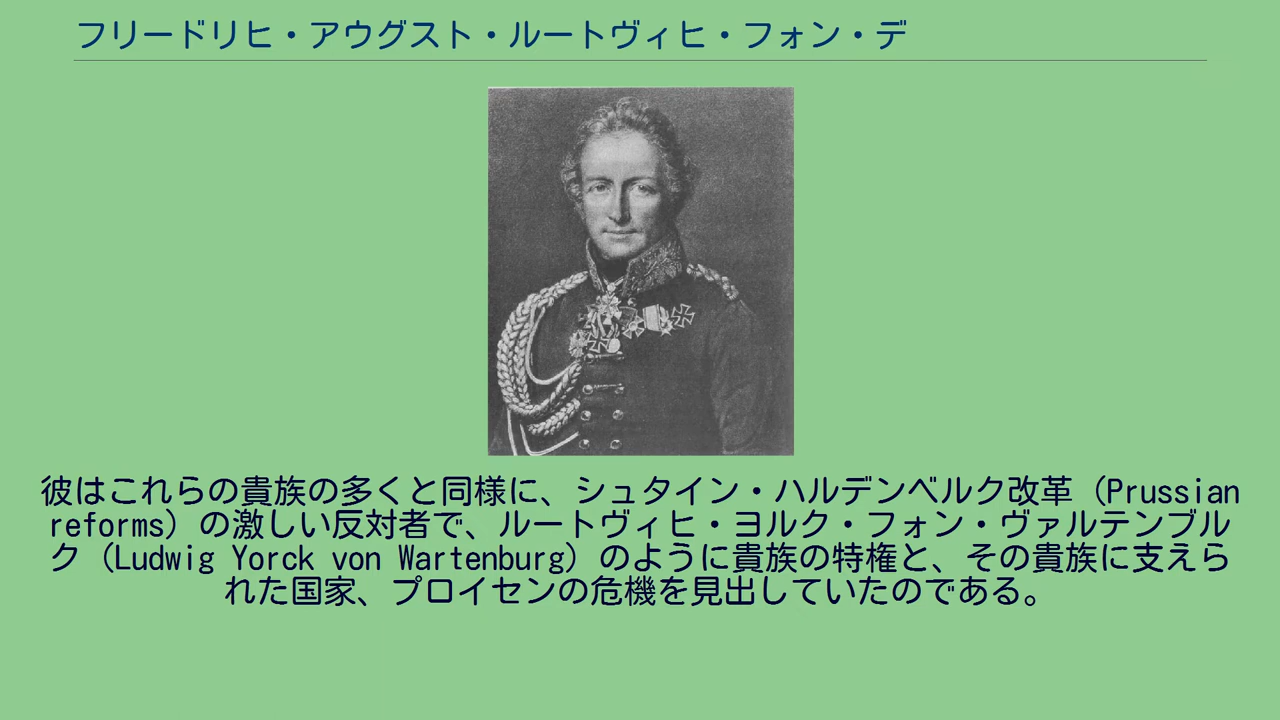 フリードリヒ・アウグスト・ルートヴィヒ・フォン・デ
彼はこれらの貴族の多くと同様に、シュタイン・ハルデンベルク改革（Prussian
reforms）の激しい反対者で、ルートヴィヒ・ヨルク・フォン・ヴァルテンブル
ク（Ludwig Yorck von Wartenburg）のように貴族の特権と、その貴族に支えら
れた国家、プロイセンの危機を見出していたのである。